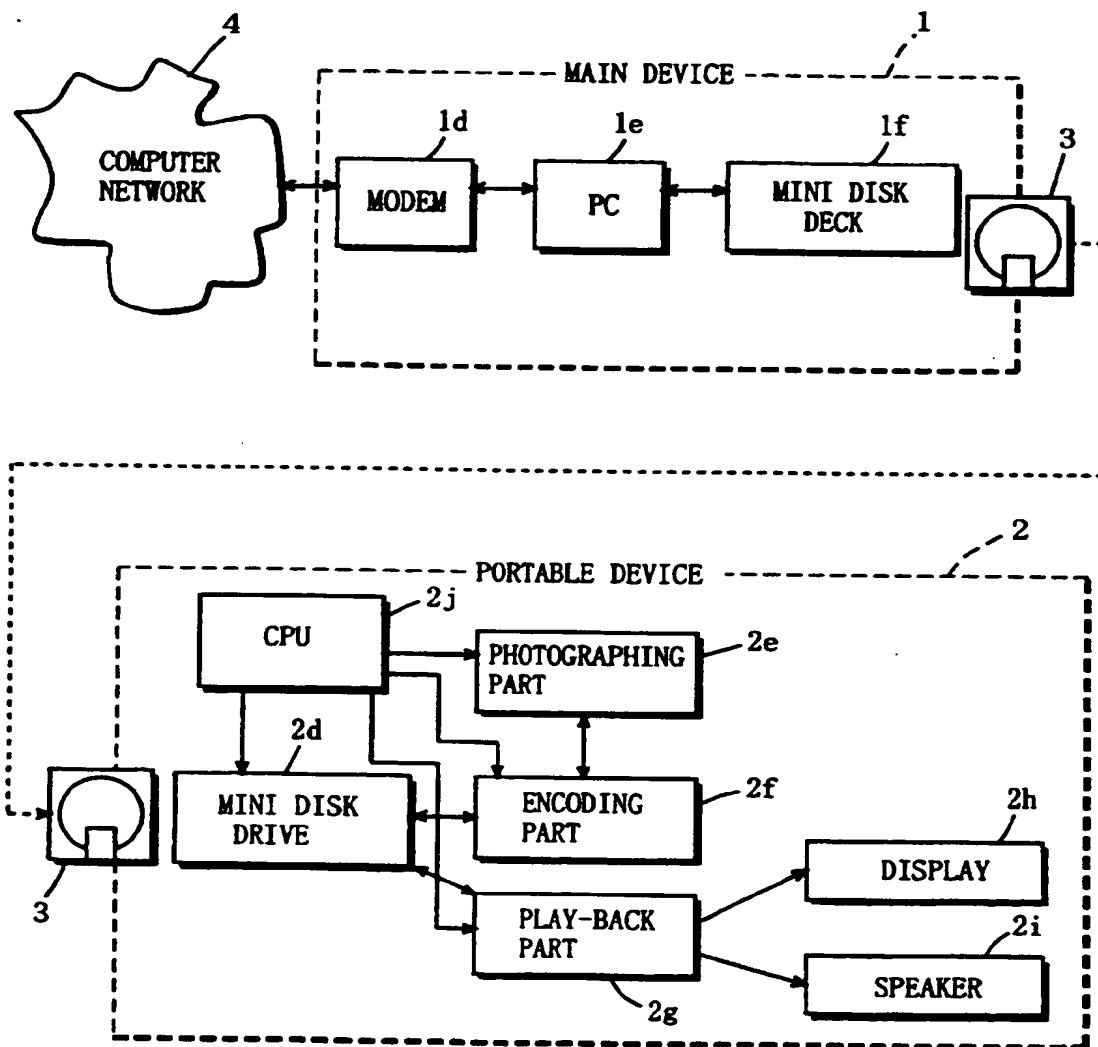 4
1
MAIN DEVICE
1d
1e
1f
3
COMPUTER
NETWORK
MODEM
PC
MINI DISK
DECK
2
PORTABLE DEVICE
2j
CPU
2e
PHOTOGRAPHING
PART
2d
MINI DISK
DRIVE
2f
ENCODING
PART
2h
DISPLAY
3
PLAY-BACK
PART
2i
SPEAKER
2g